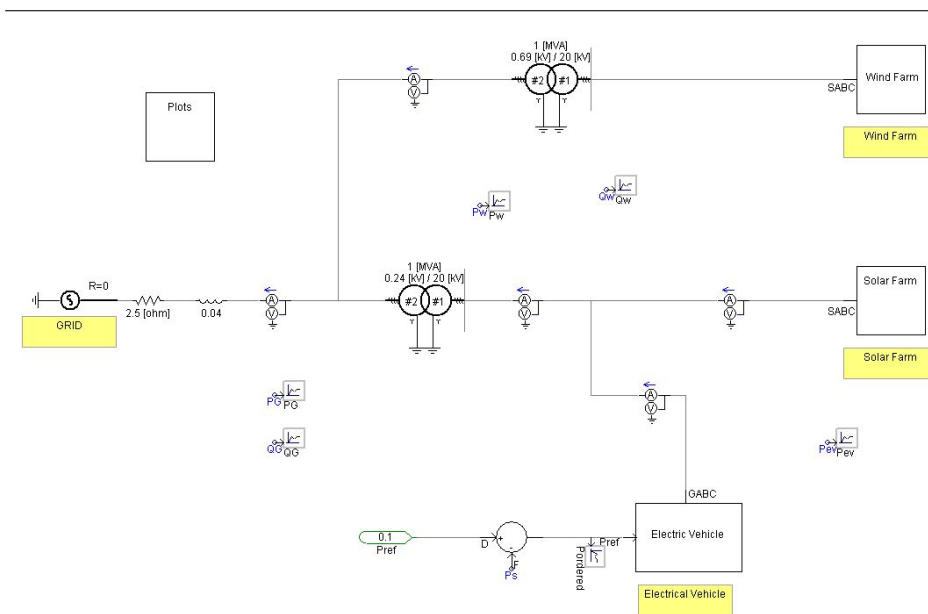 1 [MVA]
0.69 [kV] / 20 [kV]
#2 #1
A
V
Wind Farm
SABC
Wind Farm
Plots
Pw Pw
Qw Qw
R=0
2.5 [ohm]
0.04
GRID
A
V
1 [MVA]
0.24 [kV] / 20 [kV]
#2 #1
A
V
A
V
Solar Farm
SABC
Solar Farm
PG PG
QG QG
A
V
Pev Pev
GABC
Electric Vehicle
0.1
Pref
D + - F
Ps
Pref
Pordered
Electrical Vehicle